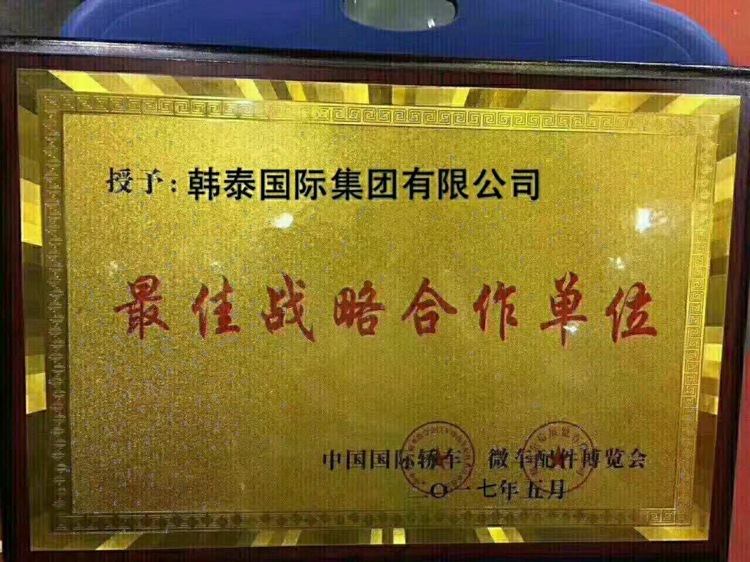 授予：韩泰国际集团有限公司
最佳战略合作单位
中国国际轿车 微车配件博览会
二〇一七年五月